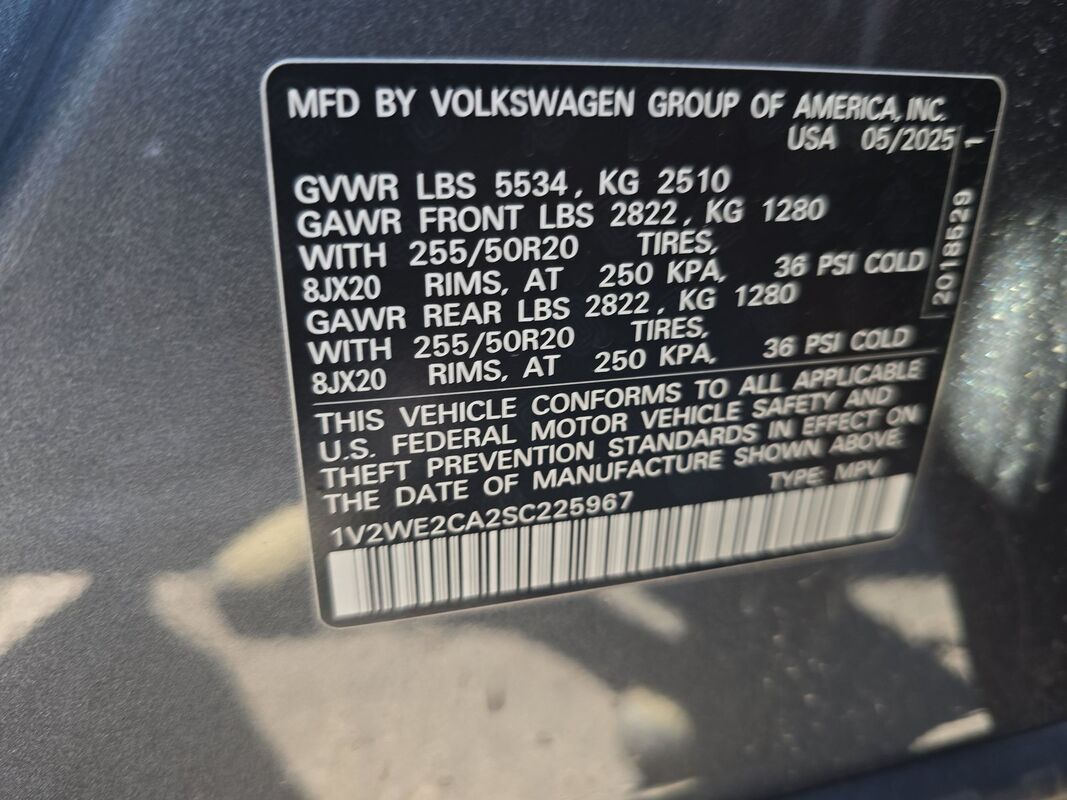 MFD BY VOLKSWAGEN GROUP OF AMERICA, INC.
USA 05/2025
1
GVWR LBS 5534, KG 2510
GAWR FRONT LBS 2822, KG 1280
WITH 255/50R20 TIRES,
8JX20 RIMS, AT 250 KPA, 36 PSI COLD
GAWR REAR LBS 2822, KG 1280
WITH 255/50R20 TIRES,
8JX20 RIMS, AT 250 KPA, 36 PSI COLD
2018529
THIS VEHICLE CONFORMS TO ALL APPLICABLE
U.S. FEDERAL MOTOR VEHICLE SAFETY AND
THEFT PREVENTION STANDARDS IN EFFECT ON
THE DATE OF MANUFACTURE SHOWN ABOVE.
1V2WE2CA2SC225967 TYPE: MPV